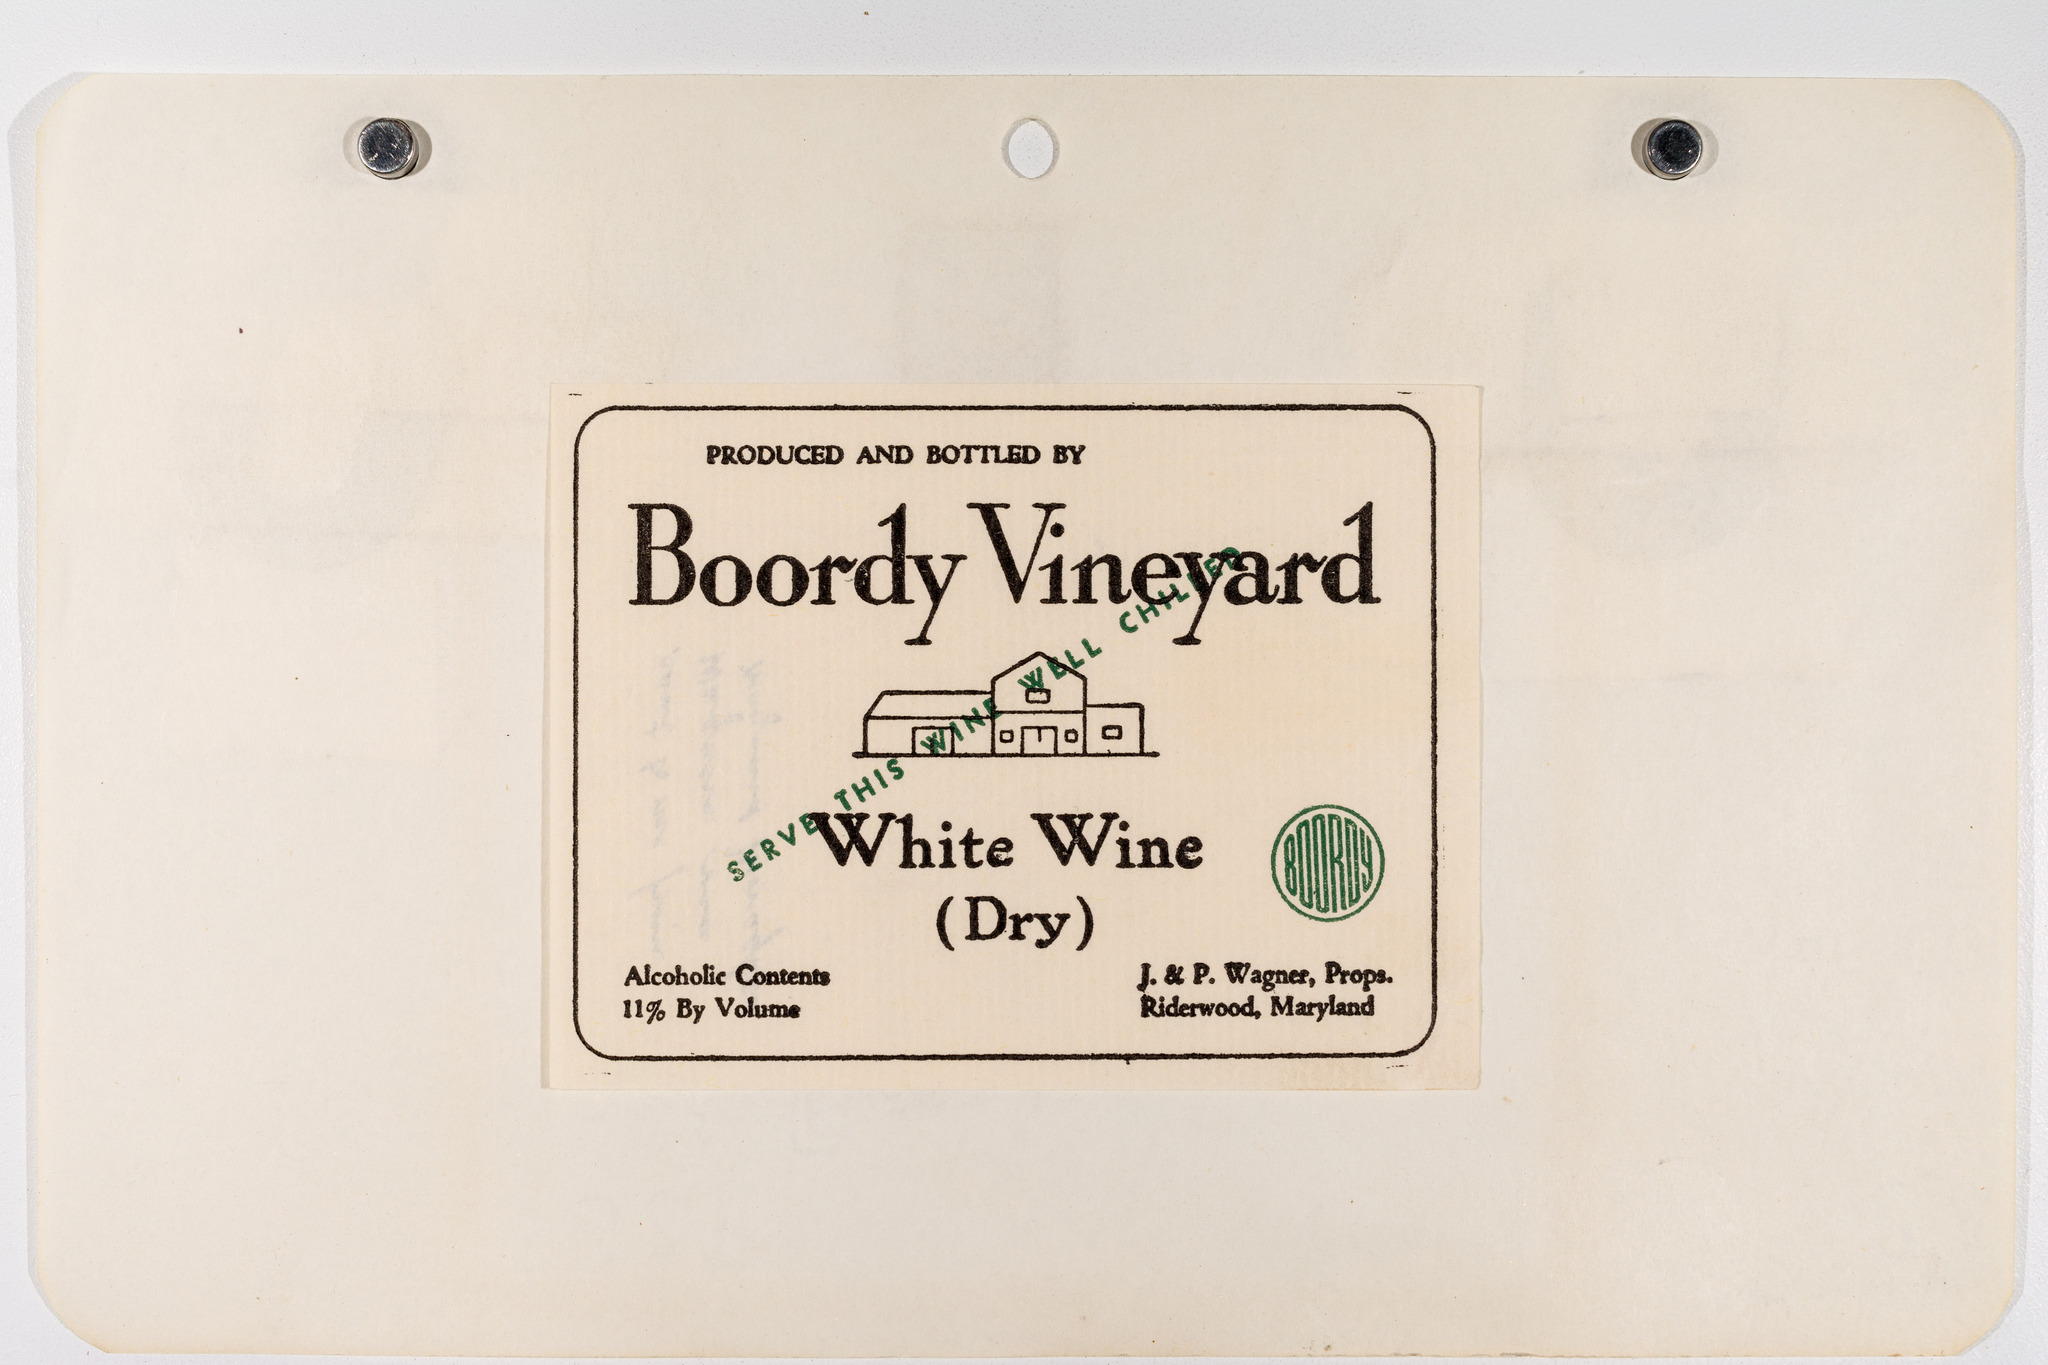 PRODUCED AND BOTTLED BY
Boordy Vineyard
SERVE THIS WINE WELL CHILLED
White Wine
(Dry)
BOORDY
Alcoholic Contents
11% By Volume
J. & P. Wagner, Props.
Riderwood, Maryland